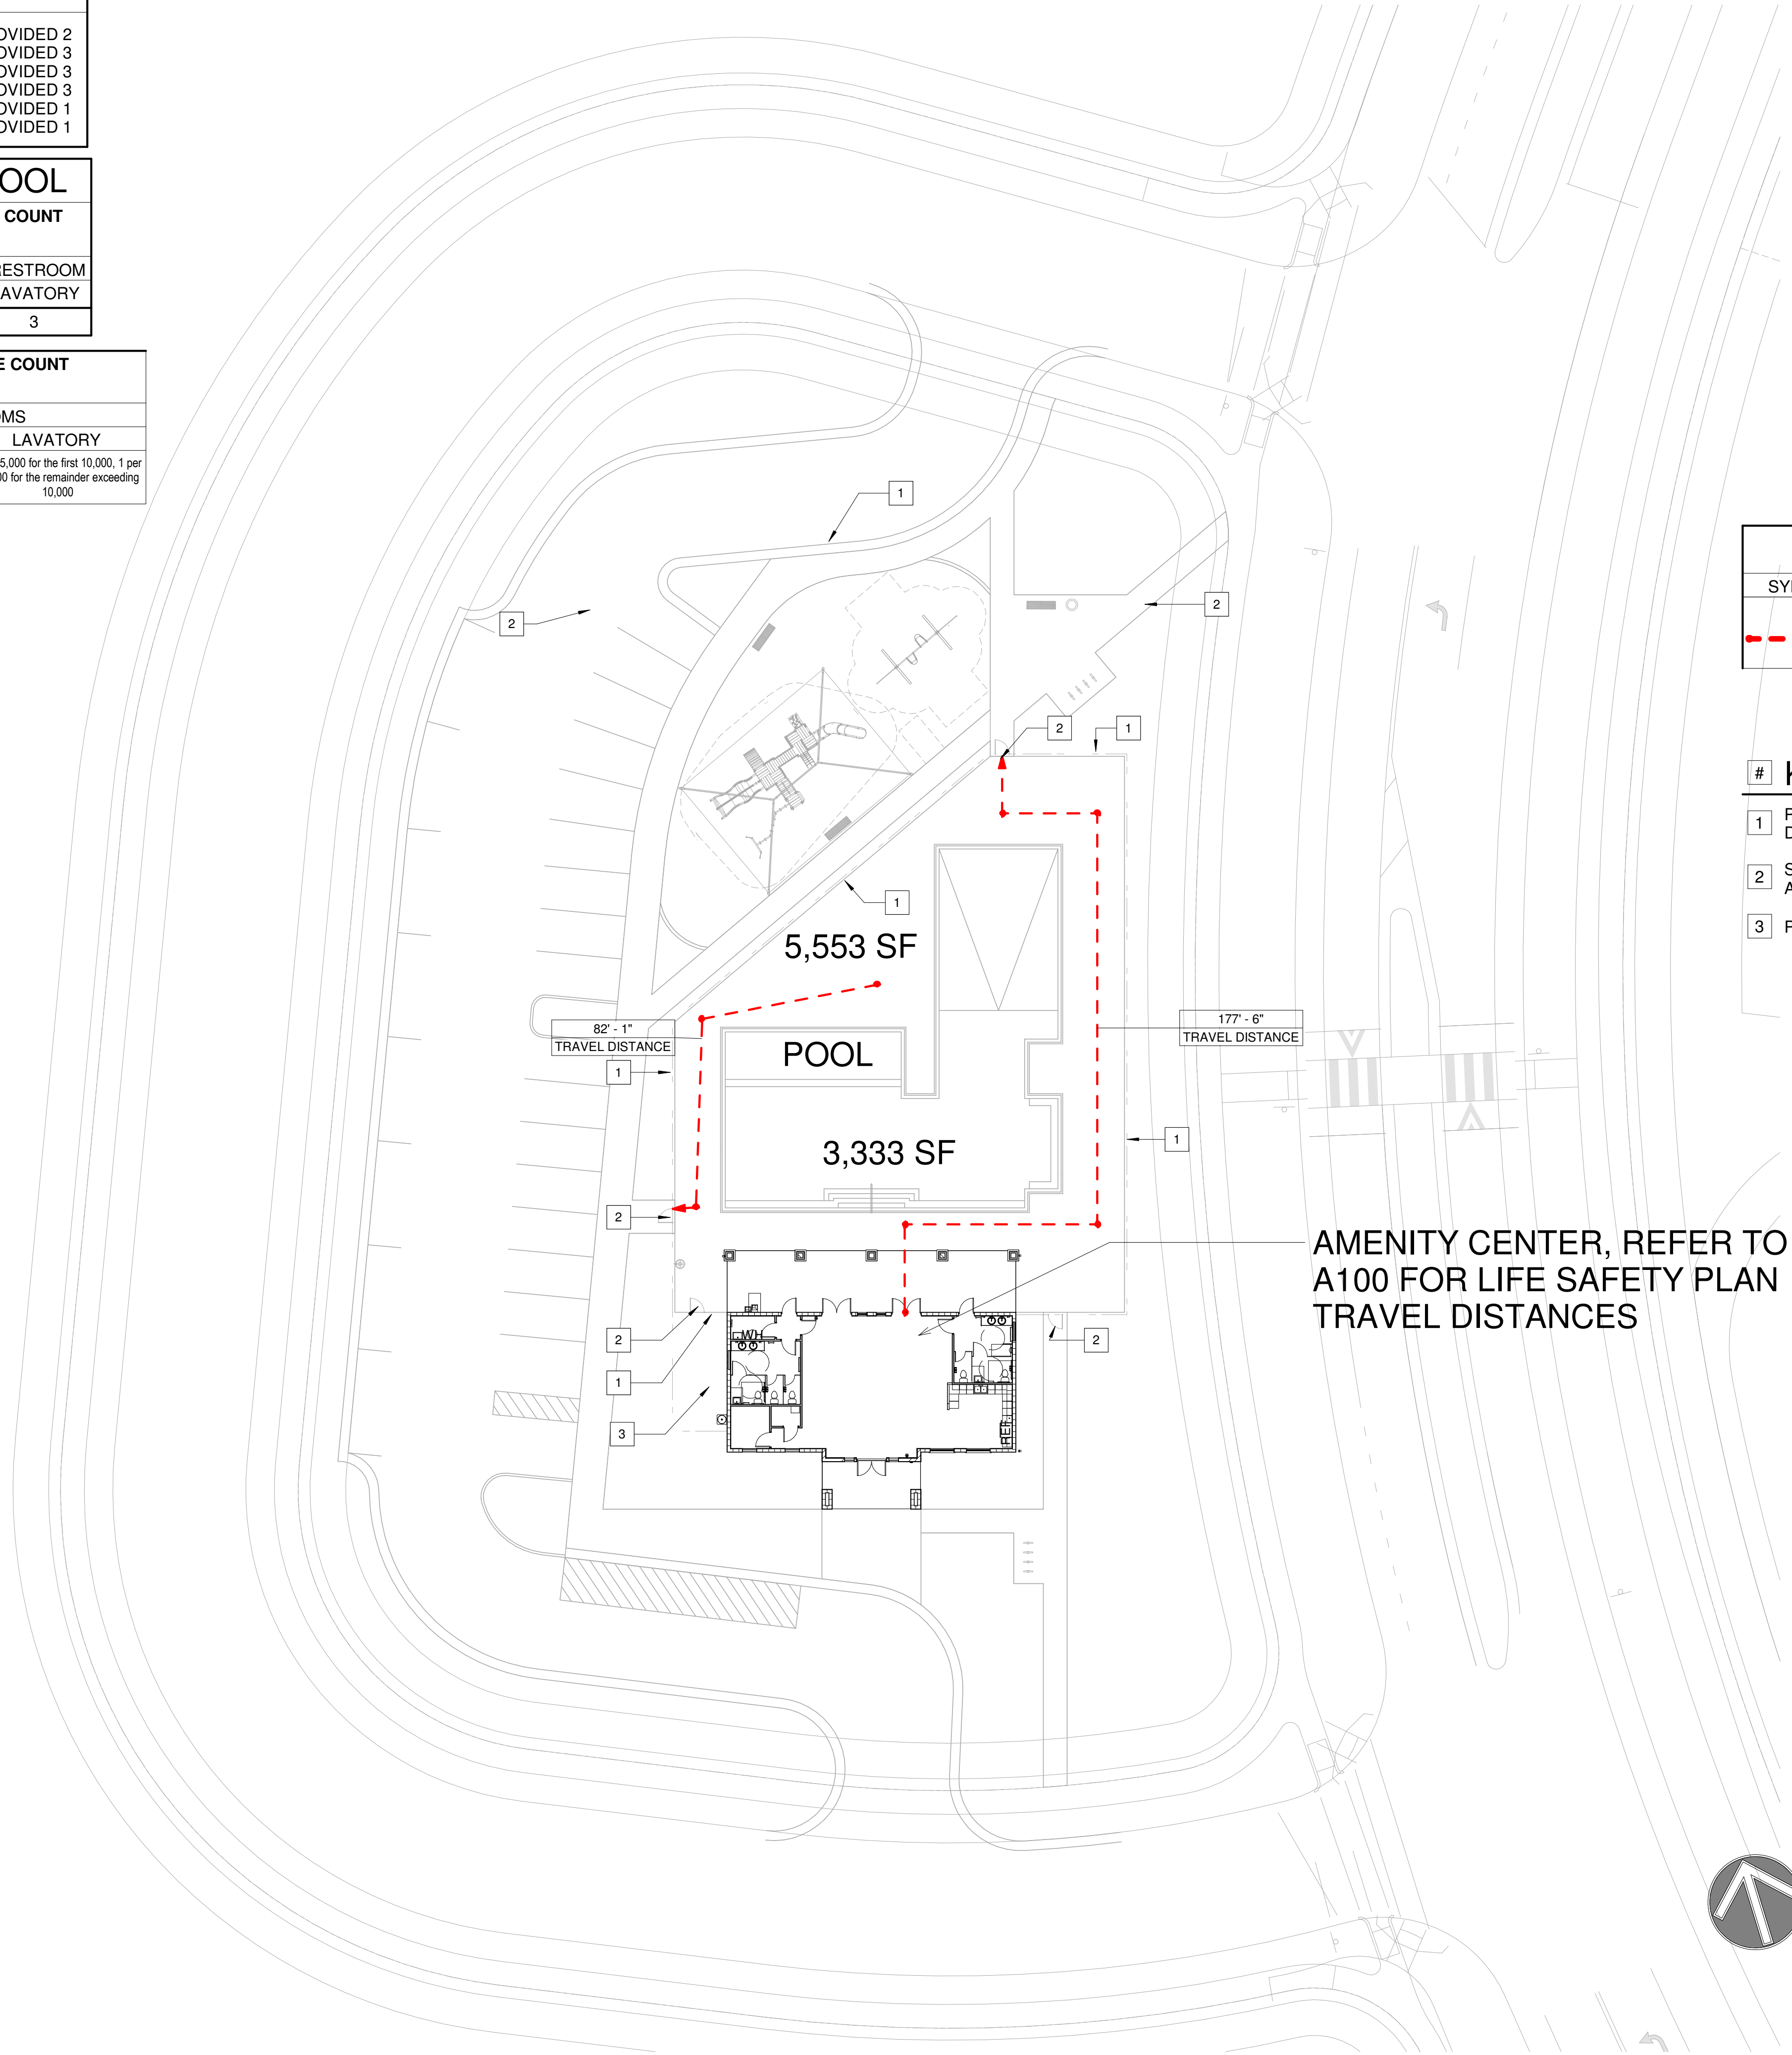 OVIDED 2
OVIDED 3
OVIDED 3
OVIDED 3
OVIDED 1
OVIDED 1
OOL
COUNT
RESTROOM
AVATORY
3
E COUNT
OMS
LAVATORY
5,000 for the first 10,000, 1 per
00 for the remainder exceeding
10,000
1
2
2
2
1
1
5,553 SF
82' - 1"
TRAVEL DISTANCE
177' - 6"
TRAVEL DISTANCE
POOL
1
1
3,333 SF
2
AMENITY CENTER, REFER TO
A100 FOR LIFE SAFETY PLAN
TRAVEL DISTANCES
2
2
1
3
WH
REF.
SY
#
1
2 S
A
3